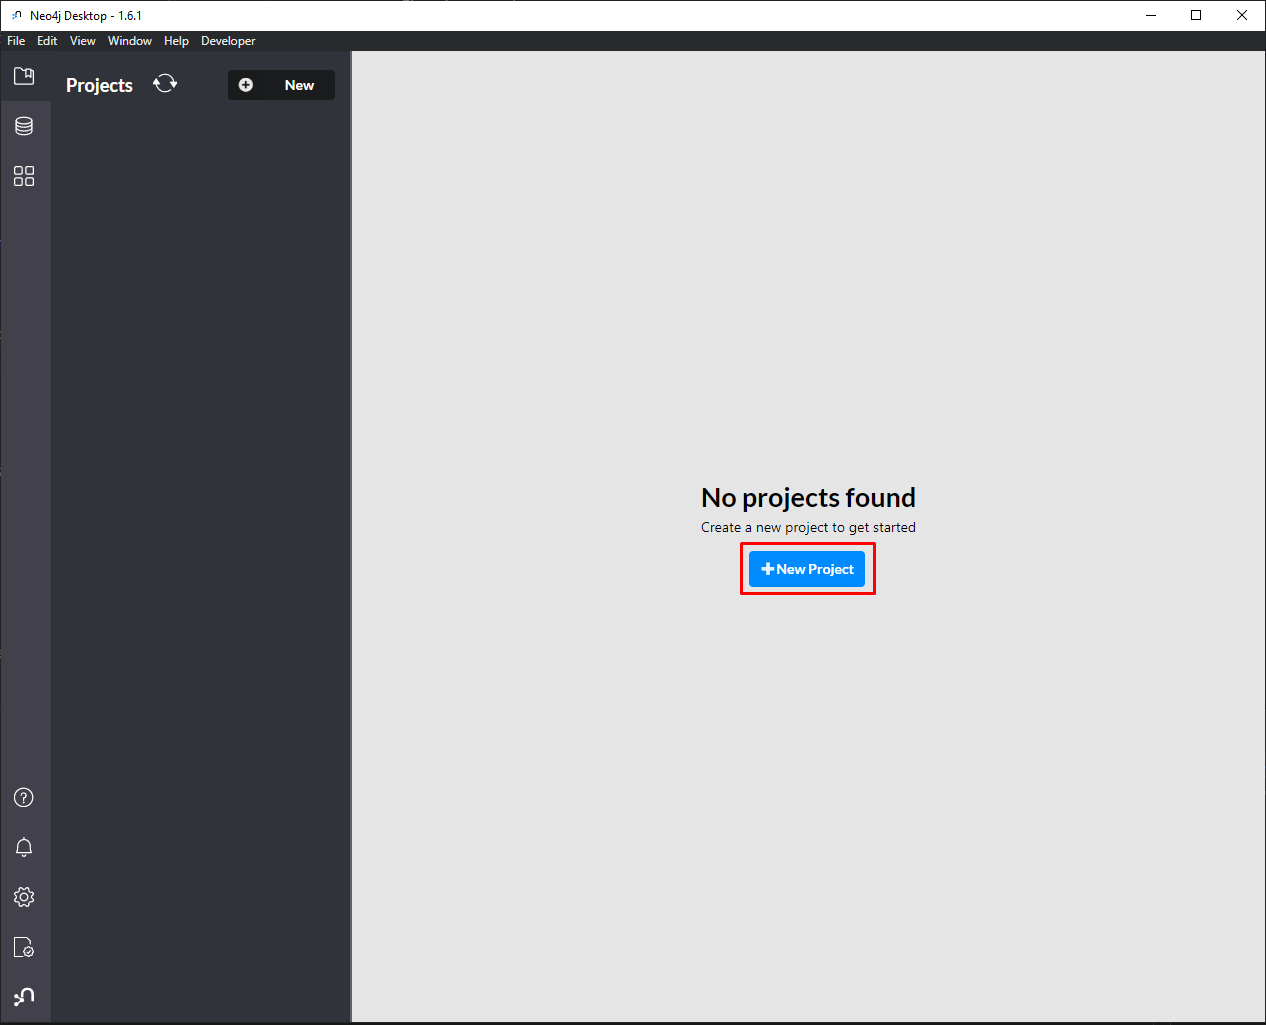 Neo4j Desktop - 1.6.1
File Edit View Window Help Developer
Projects
New
No projects found
Create a new project to get started
New Project